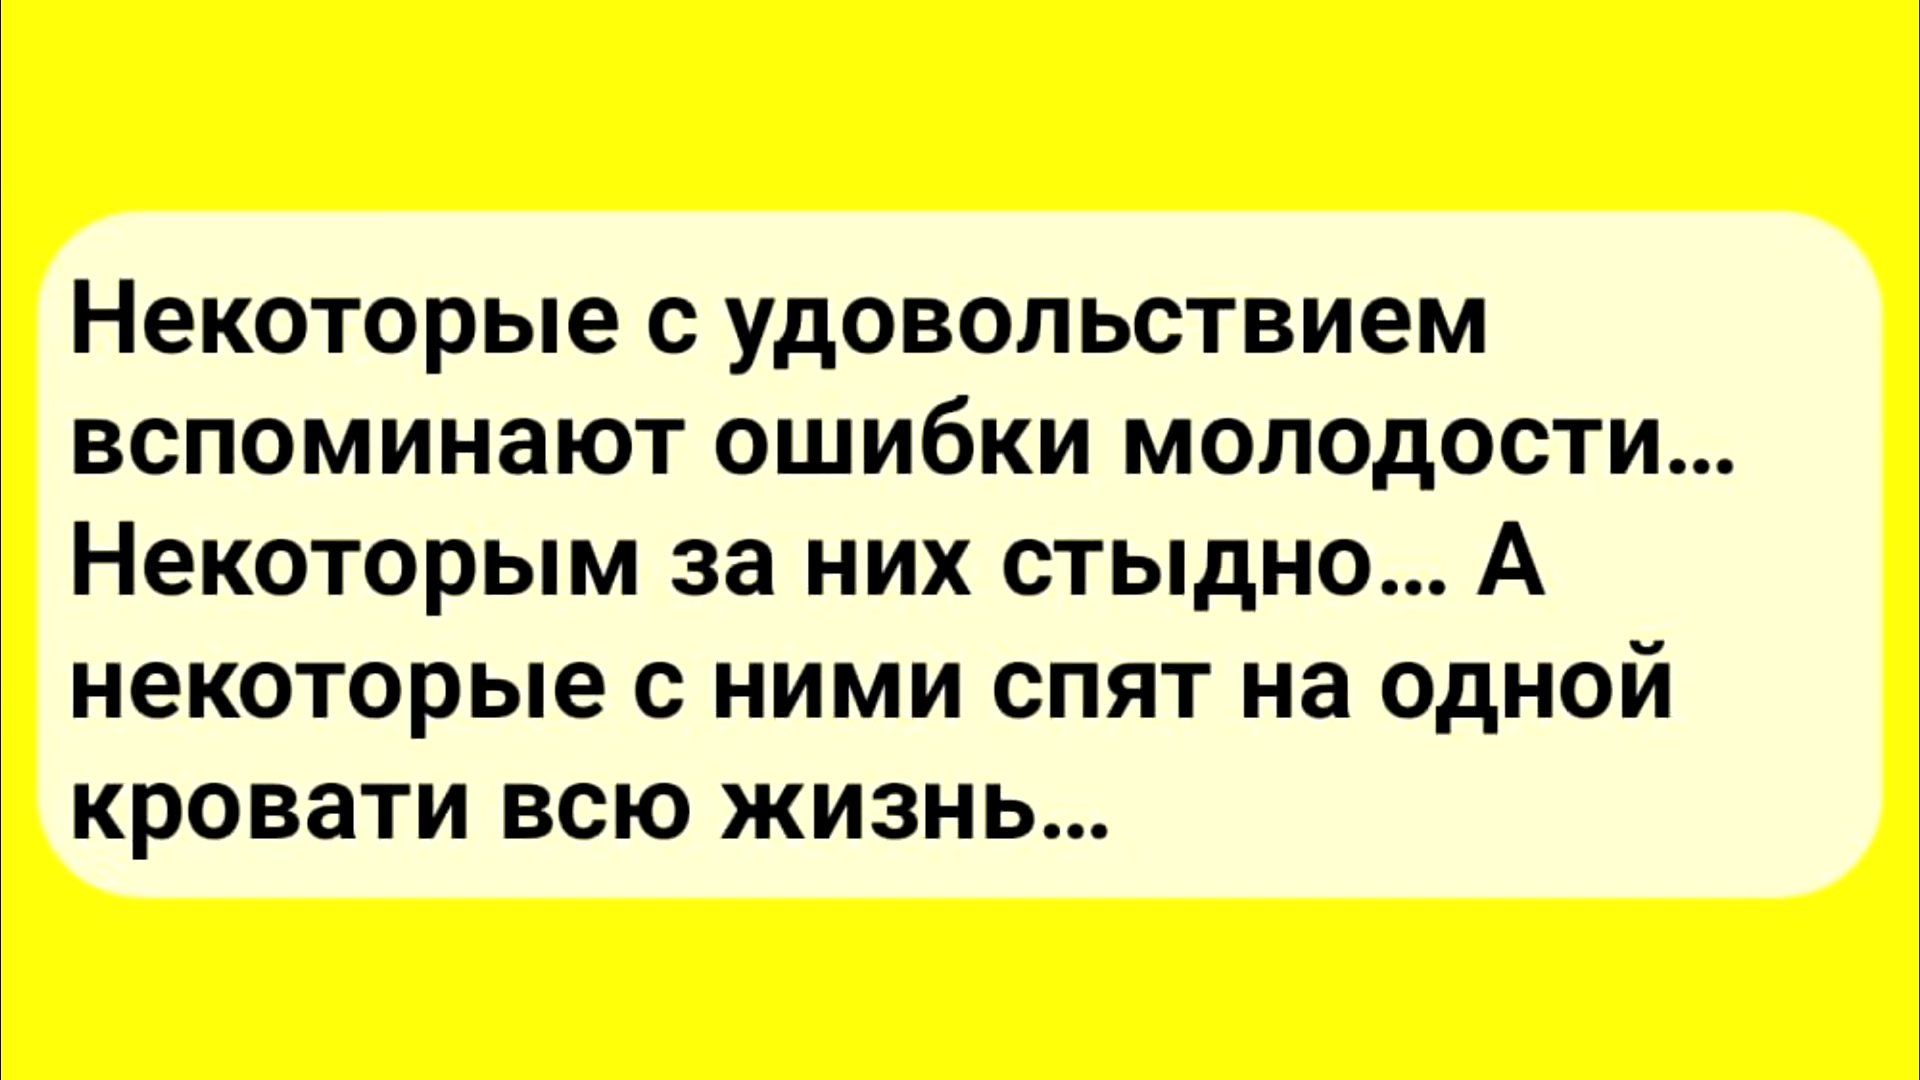 Некоторые с удовольствием
вспоминают ошибки молодости...
Некоторым за них стыдно... А
некоторые с ними спят на одной
кровати всю жизнь...